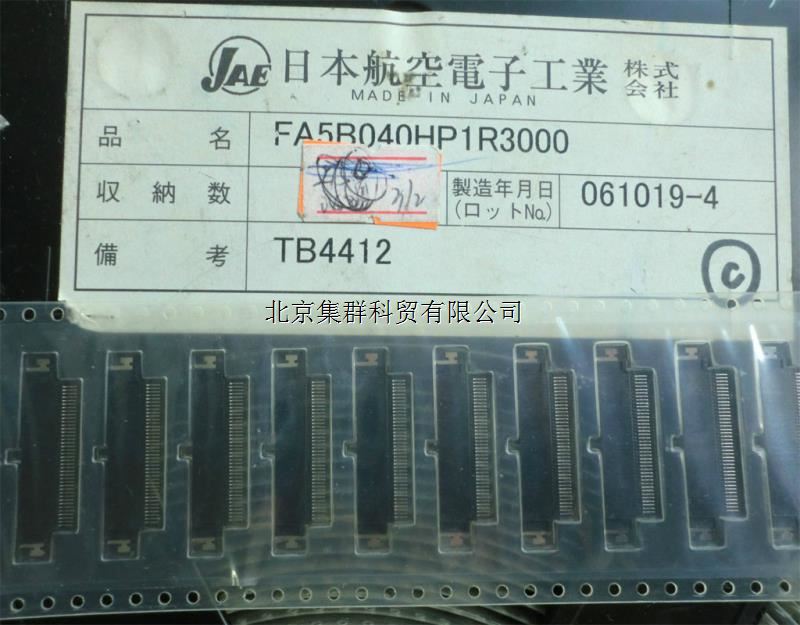 JAE 日本航空電子工業 株式会社
MADE IN JAPAN
品名 FA5B040HP1R3000
収納数 製造年月日 (ロットNo.) 061019-4
備考 TB4412
C
北京集群科贸有限公司